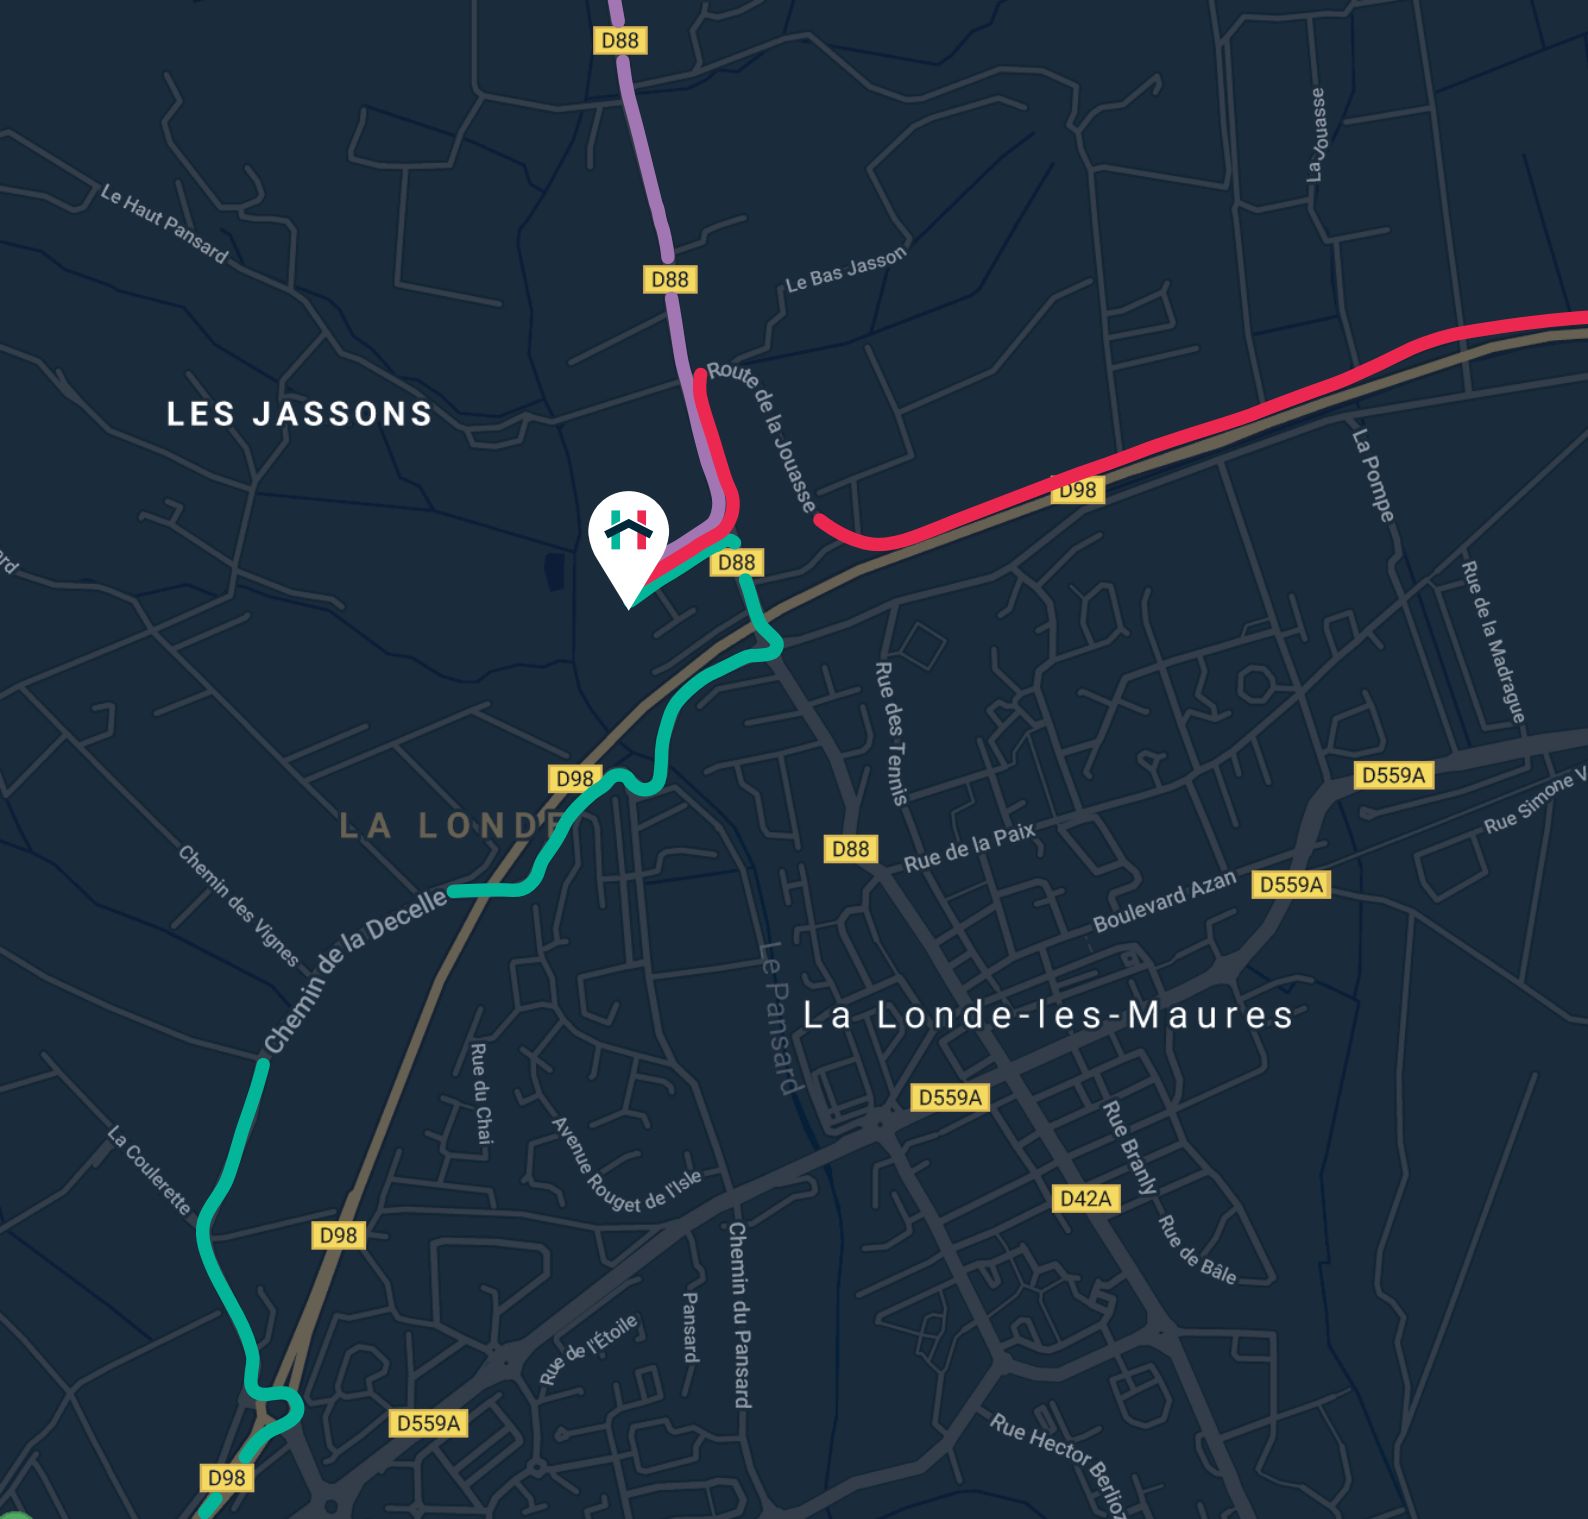 D88
La Jouasse
Le Haut Pansard
Le Bas Jasson
D88
Route de la Jouasse
LES JASSONS
La Pompe
D98
D88
Rue de la Madrague
Rue des Tennis
D98
D559A
Rue Simone V
LA LONDE
D88
Rue de la Paix
Chemin des Vignes
Boulevard Azan
D559A
Chemin de la Decelle
Le Pansard
La Londe-les-Maures
Rue du Chai
D559A
Rue Branly
La Coulerette
Avenue Rouget de l'Isle
D42A
D98
Rue de Bâle
Chemin du Pansard
Pansard
Rue de l'Étoile
D559A
Rue Hector Berlioz
D98